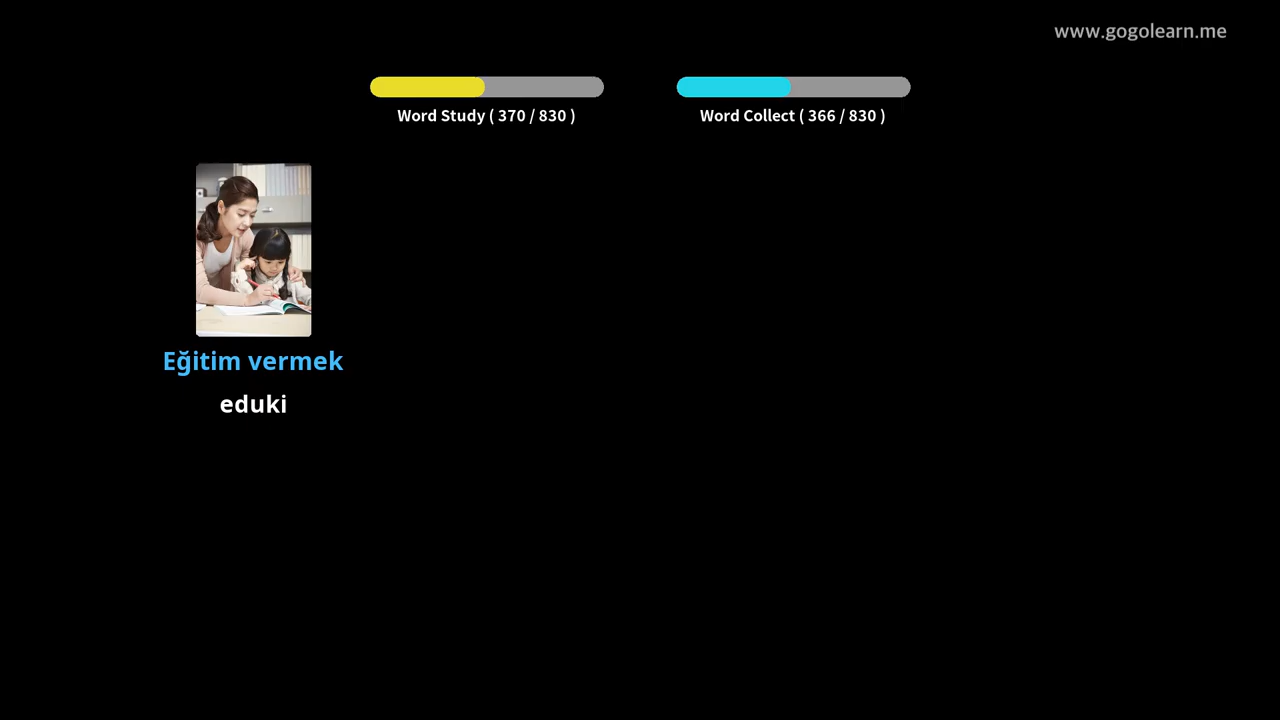 www.gogolearn.me
Word Study ( 370 / 830 )
Word Collect ( 366 / 830 )
Eğitim vermek
eduki